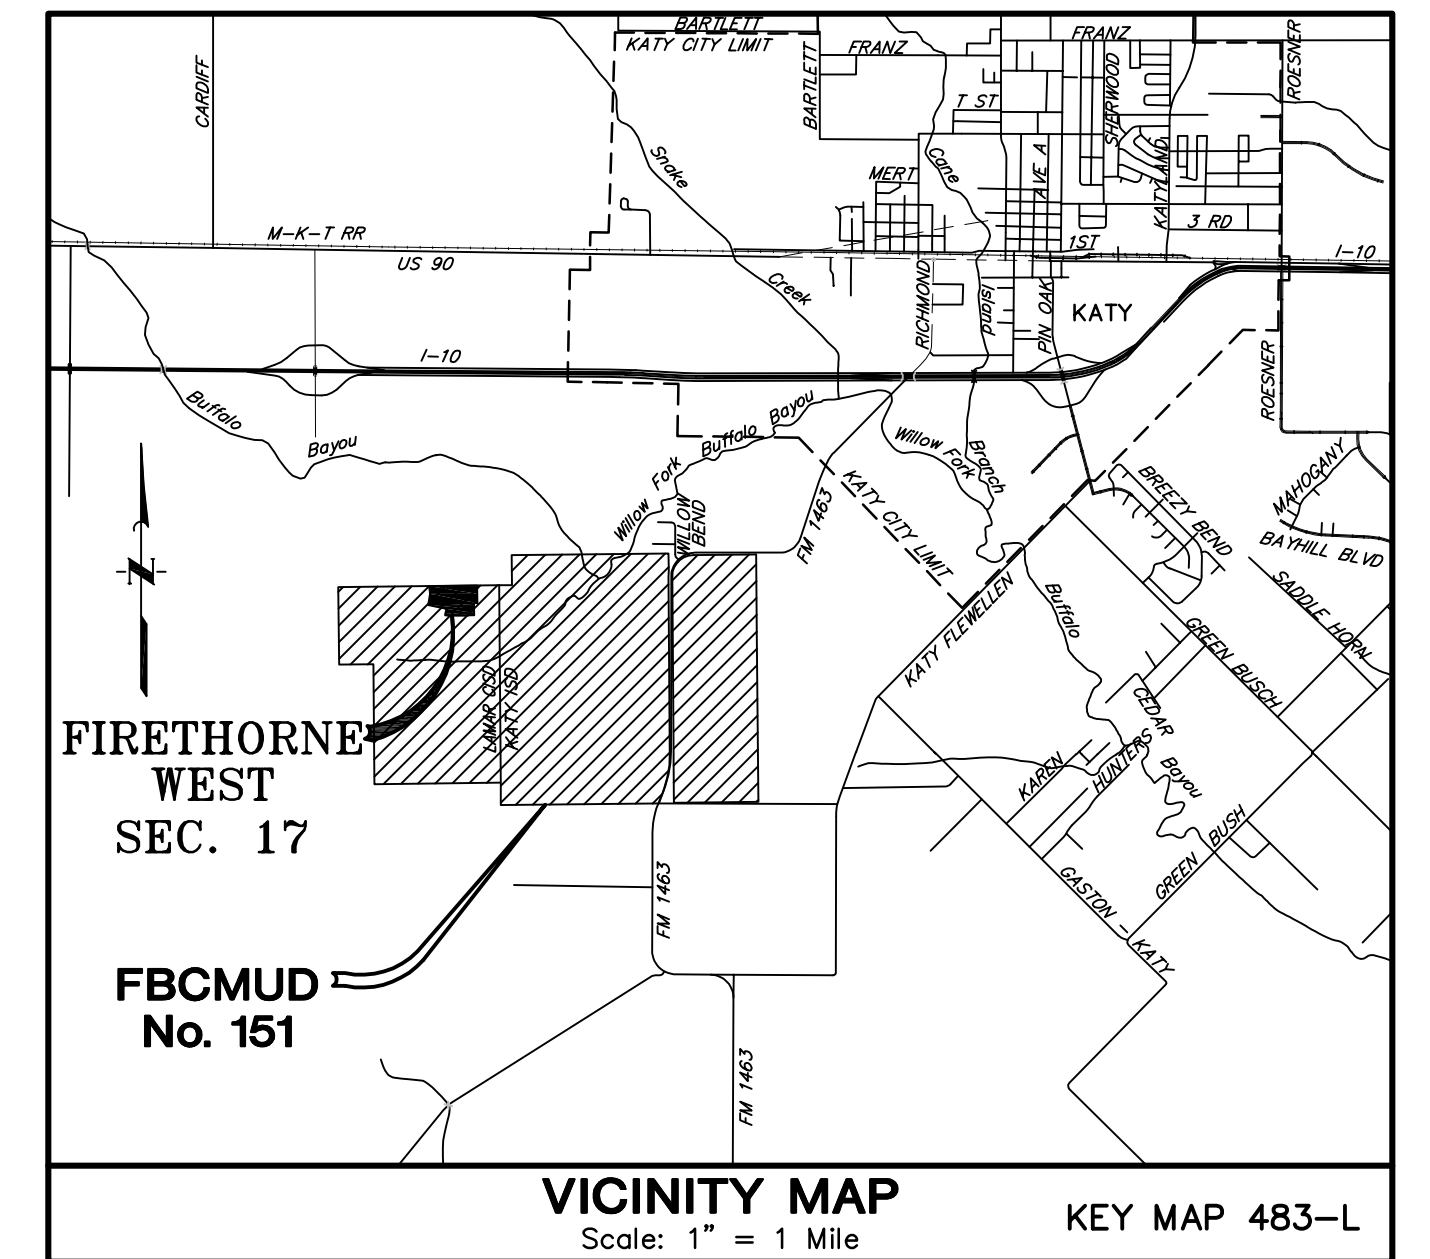 BARTLETT
KATY CITY LIMIT
FRANZ
FRANZ
ROESNER
CARDIFF
BARTLETT
SHERWOOD
T ST
Snake
Cane
AVE A
MERT
KATYLAND
3 RD
M-K-T RR
1ST
I-10
US 90
Creek
RICHMOND
Island
PIN OAK
KATY
I-10
ROESNER
Buffalo
Bayou
Willow Fork
Buffalo
Bayou
Willow Fork
Branch
MAHOGANY
BREEZY BEND
KATY CITY LIMIT
FM 1463
WILLOW
BEND
BAYHILL BLVD
N
SADDLE HORN
Buffalo
KATY FLEWELLEN
GREEN BUSCH
LAMAR CISD
KATY ISD
CEDAR
FIRETHORNE
WEST
SEC. 17
KAREN
HUNTERS
Bayou
GREEN BUSH
FM 1463
GASTON - KATY
FBCMUD
No. 151
FM 1463
VICINITY MAP
Scale: 1" = 1 Mile
KEY MAP 483-L